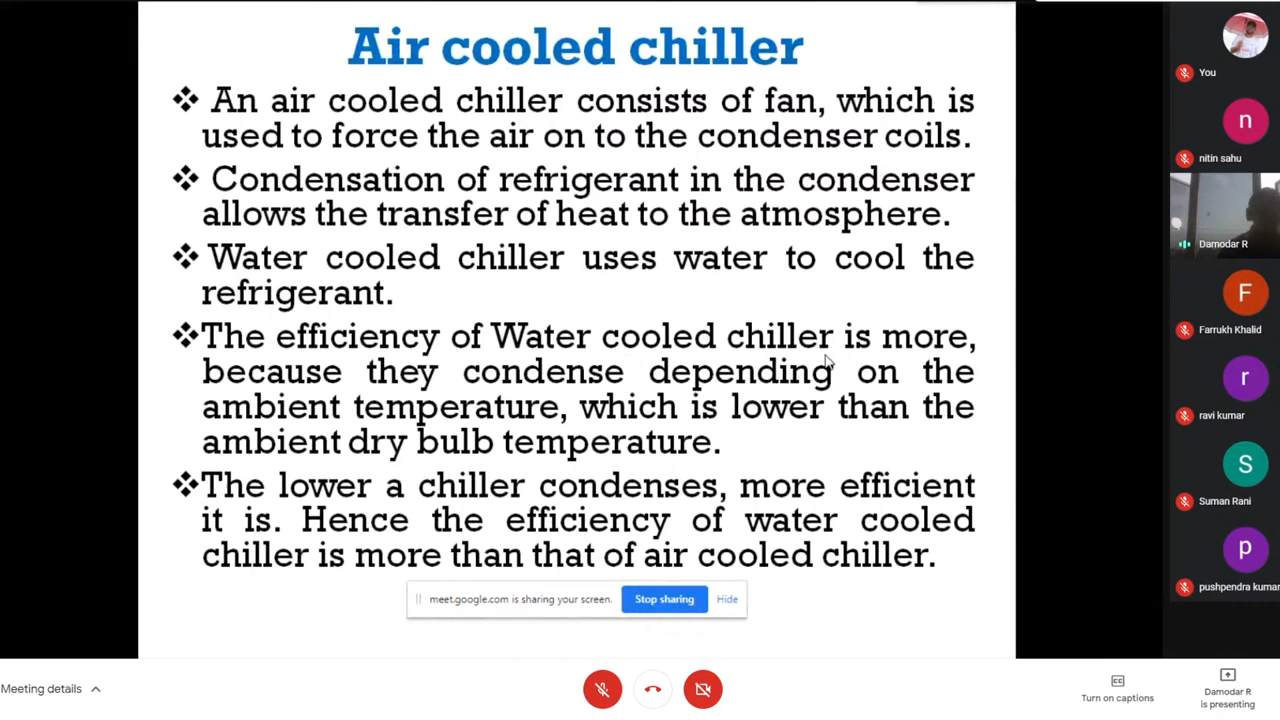 Air cooled chiller
An air cooled chiller consists of fan, which is
used to force the air on to the condenser coils.
Condensation of refrigerant in the condenser
allows the transfer of heat to the atmosphere.
Water cooled chiller uses water to cool the
refrigerant.
The efficiency of Water cooled chiller is more,
because they condense depending on the
ambient temperature, which is lower than the
ambient dry bulb temperature.
The lower a chiller condenses, more efficient
it is. Hence the efficiency of water cooled
chiller is more than that of air cooled chiller.
meet.google.com is sharing your screen.
Stop sharing
Hide
You
n
nitin sahu
Damodar R
F
Farrukh Khalid
r
ravi kumar
S
Suman Rani
p
pushpendra kumar
Meeting details
CC
Turn on captions
Damodar R
is presenting